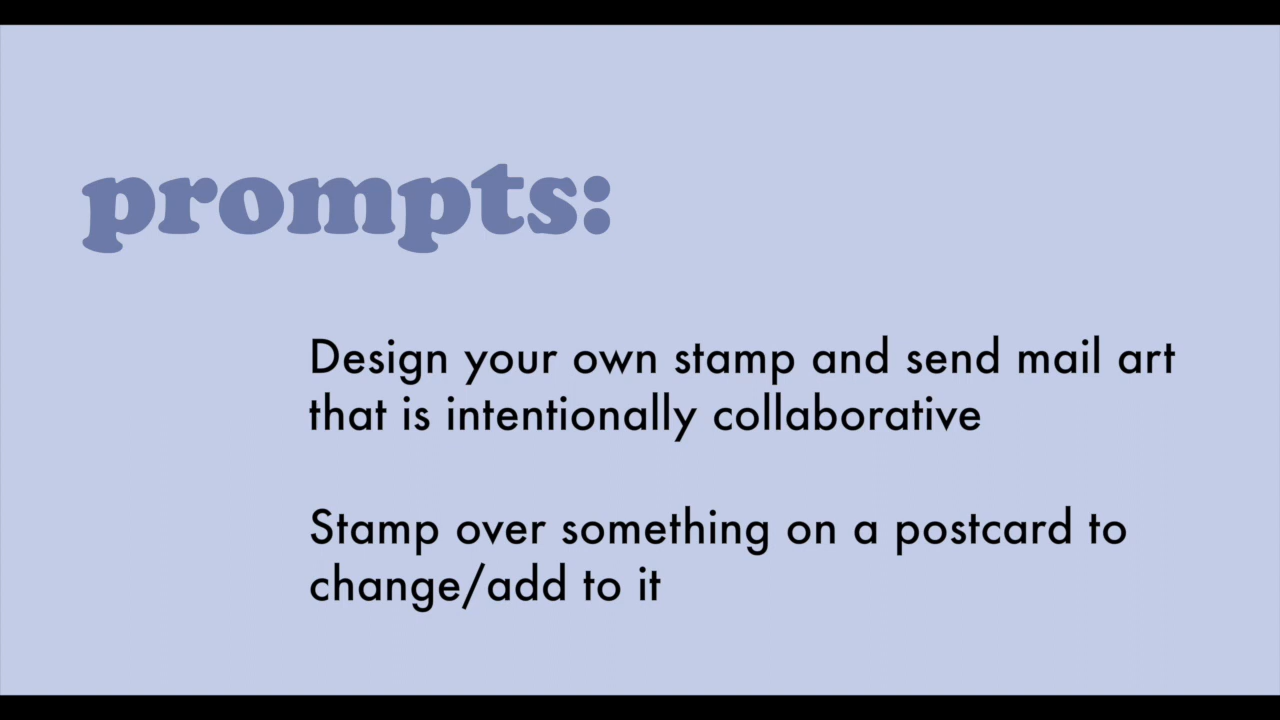 prompts:
Design your own stamp and send mail art
that is intentionally collaborative
Stamp over something on a postcard to
change/add to it